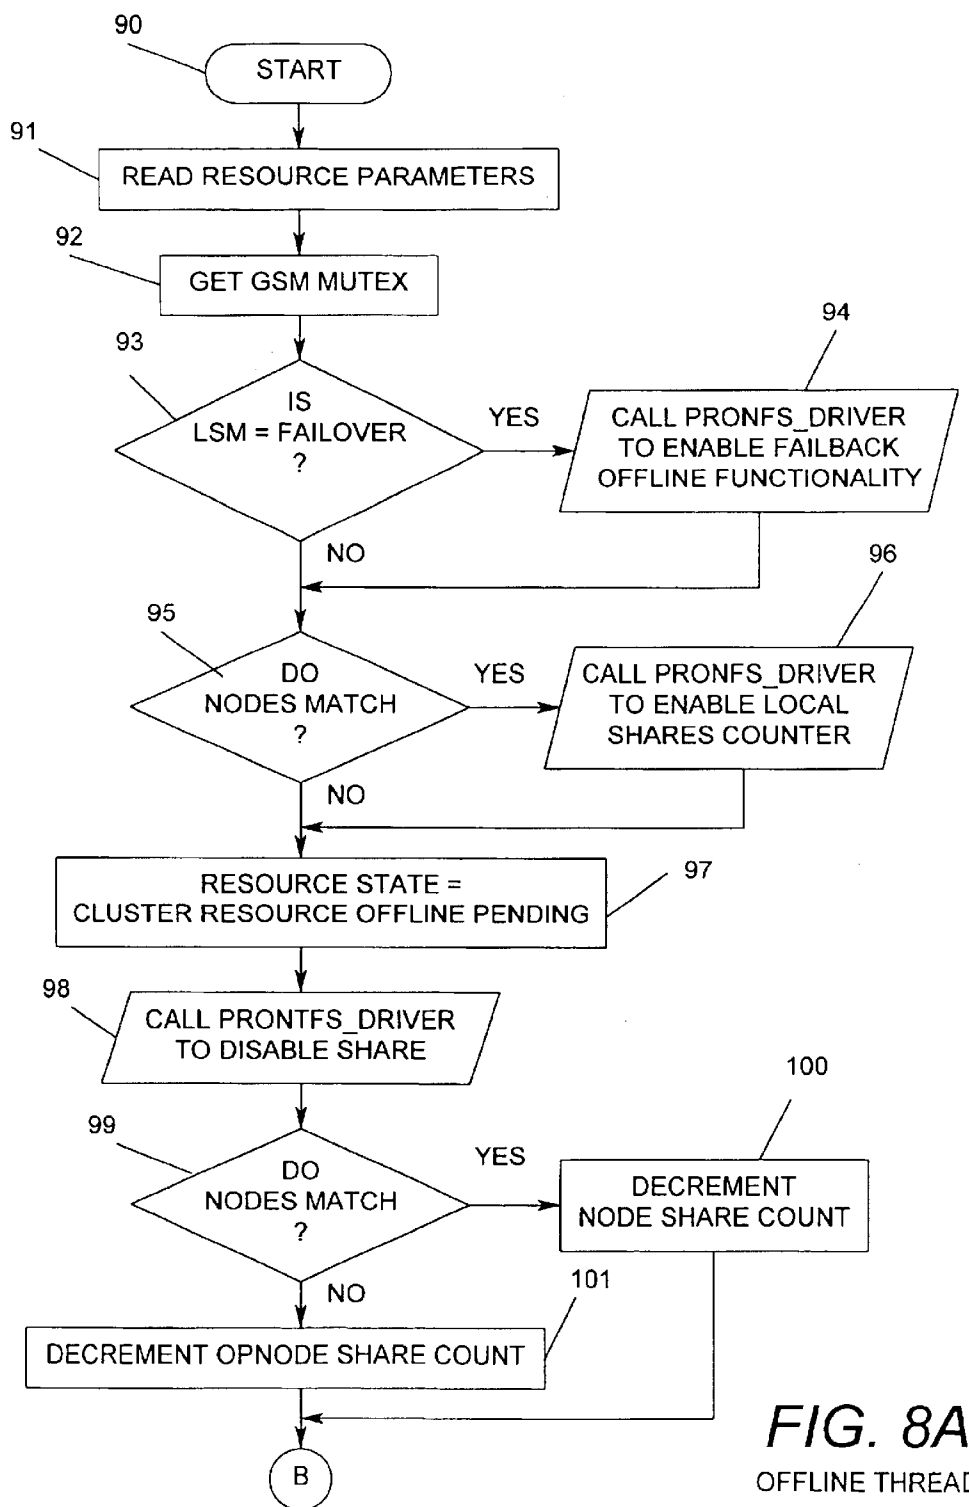 90
START
91
READ RESOURCE PARAMETERS
92
GET GSM MUTEX
93
IS
LSM = FAILOVER
?
YES
NO
94
CALL PRONFS_DRIVER
TO ENABLE FAILBACK
OFFLINE FUNCTIONALITY
95
DO
NODES MATCH
?
YES
NO
96
CALL PRONFS_DRIVER
TO ENABLE LOCAL
SHARES COUNTER
97
RESOURCE STATE =
CLUSTER RESOURCE OFFLINE PENDING
98
CALL PRONTFS_DRIVER
TO DISABLE SHARE
99
DO
NODES MATCH
?
YES
NO
100
DECREMENT
NODE SHARE COUNT
101
DECREMENT OPNODE SHARE COUNT
B
FIG. 8A
OFFLINE THREAD